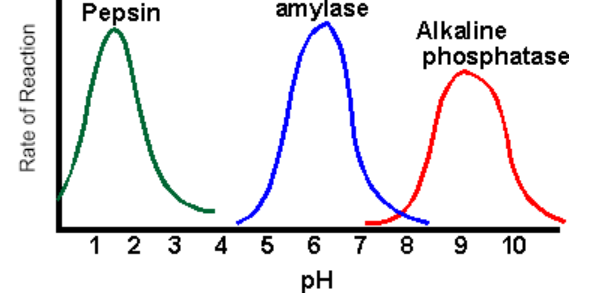 Pepsin
amylase
Alkaline
phosphatase
Rate of Reaction
1 2 3 4 5 6 7 8 9 10
pH